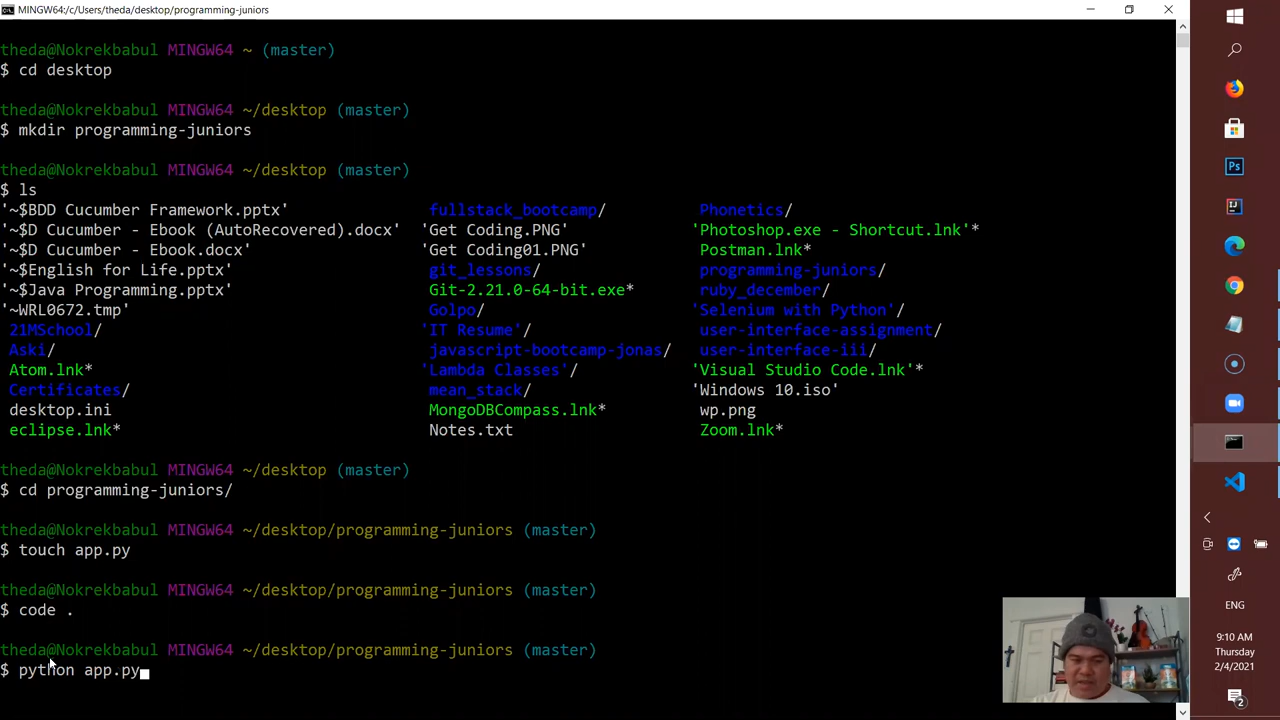 MINGW64:/c/Users/theda/desktop/programming-juniors
theda@Nokrekbabul MINGW64 ~ (master)
$ cd desktop
theda@Nokrekbabul MINGW64 ~/desktop (master)
$ mkdir programming-juniors
theda@Nokrekbabul MINGW64 ~/desktop (master)
$ ls
'~$BDD Cucumber Framework.pptx' fullstack_bootcamp/ Phonetics/
'~$D Cucumber - Ebook (AutoRecovered).docx' 'Get Coding.PNG' 'Photoshop.exe - Shortcut.lnk'*
'~$D Cucumber - Ebook.docx' 'Get Coding01.PNG' Postman.lnk*
'~$English for Life.pptx' git_lessons/ programming-juniors/
'~$Java Programming.pptx' Git-2.21.0-64-bit.exe* ruby_december/
'~WRL0672.tmp' Golpo/ 'Selenium with Python'/
21MSchool/ 'IT Resume'/ user-interface-assignment/
Aski/ javascript-bootcamp-jonas/ user-interface-iii/
Atom.lnk* 'Lambda Classes'/ 'Visual Studio Code.lnk'*
Certificates/ mean_stack/ 'Windows 10.iso'
desktop.ini MongoDBCompass.lnk* wp.png
eclipse.lnk* Notes.txt Zoom.lnk*
theda@Nokrekbabul MINGW64 ~/desktop (master)
$ cd programming-juniors/
theda@Nokrekbabul MINGW64 ~/desktop/programming-juniors (master)
$ touch app.py
theda@Nokrekbabul MINGW64 ~/desktop/programming-juniors (master)
$ code .
theda@Nokrekbabul MINGW64 ~/desktop/programming-juniors (master)
$ python app.py
Ps
IJ
ENG
9:10 AM
Thursday
2/4/2021
2